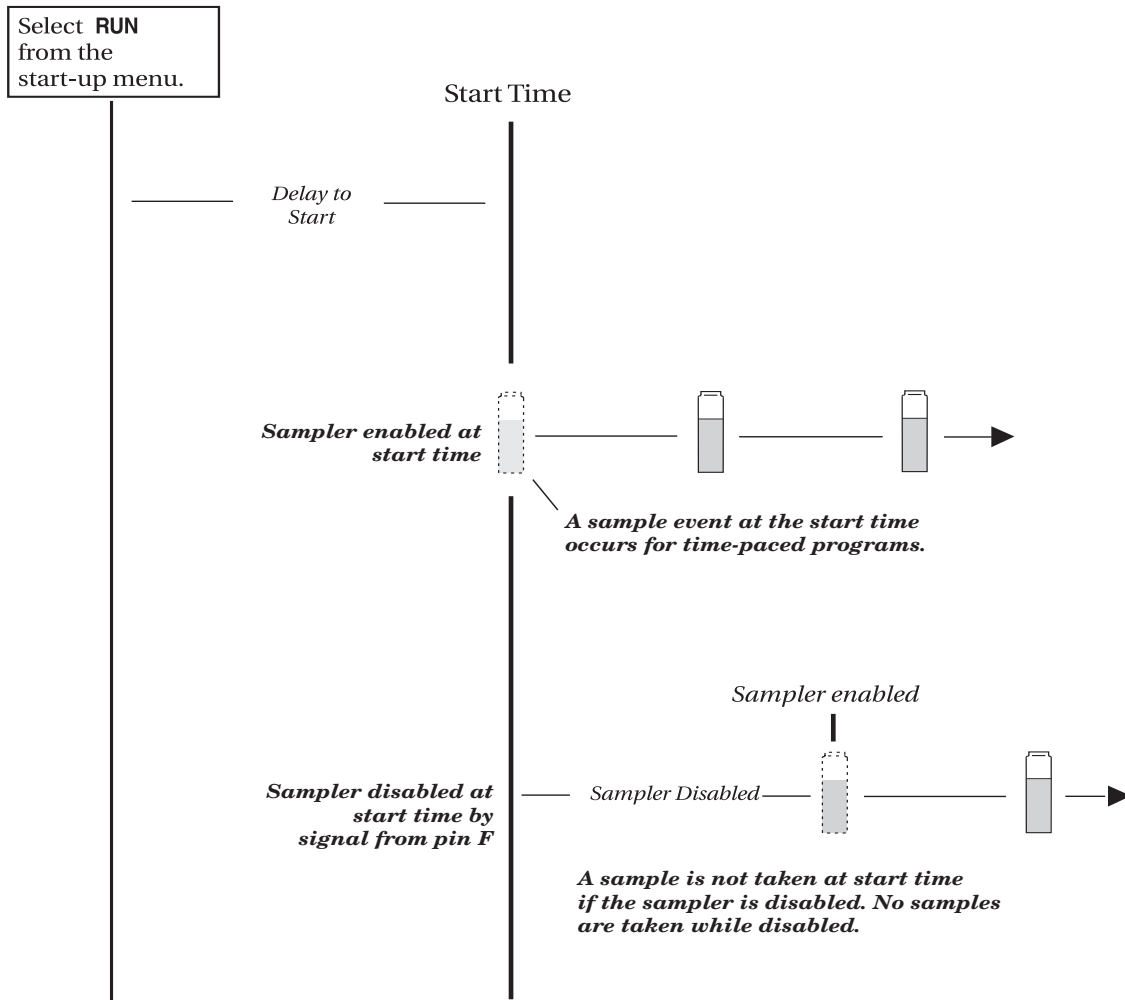 Select RUN
from the
start-up menu.
Start Time
Delay to
Start
Sampler enabled at
start time
A sample event at the start time
occurs for time-paced programs.
Sampler enabled
Sampler disabled at
start time by
signal from pin F
Sampler Disabled
A sample is not taken at start time
if the sampler is disabled. No samples
are taken while disabled.